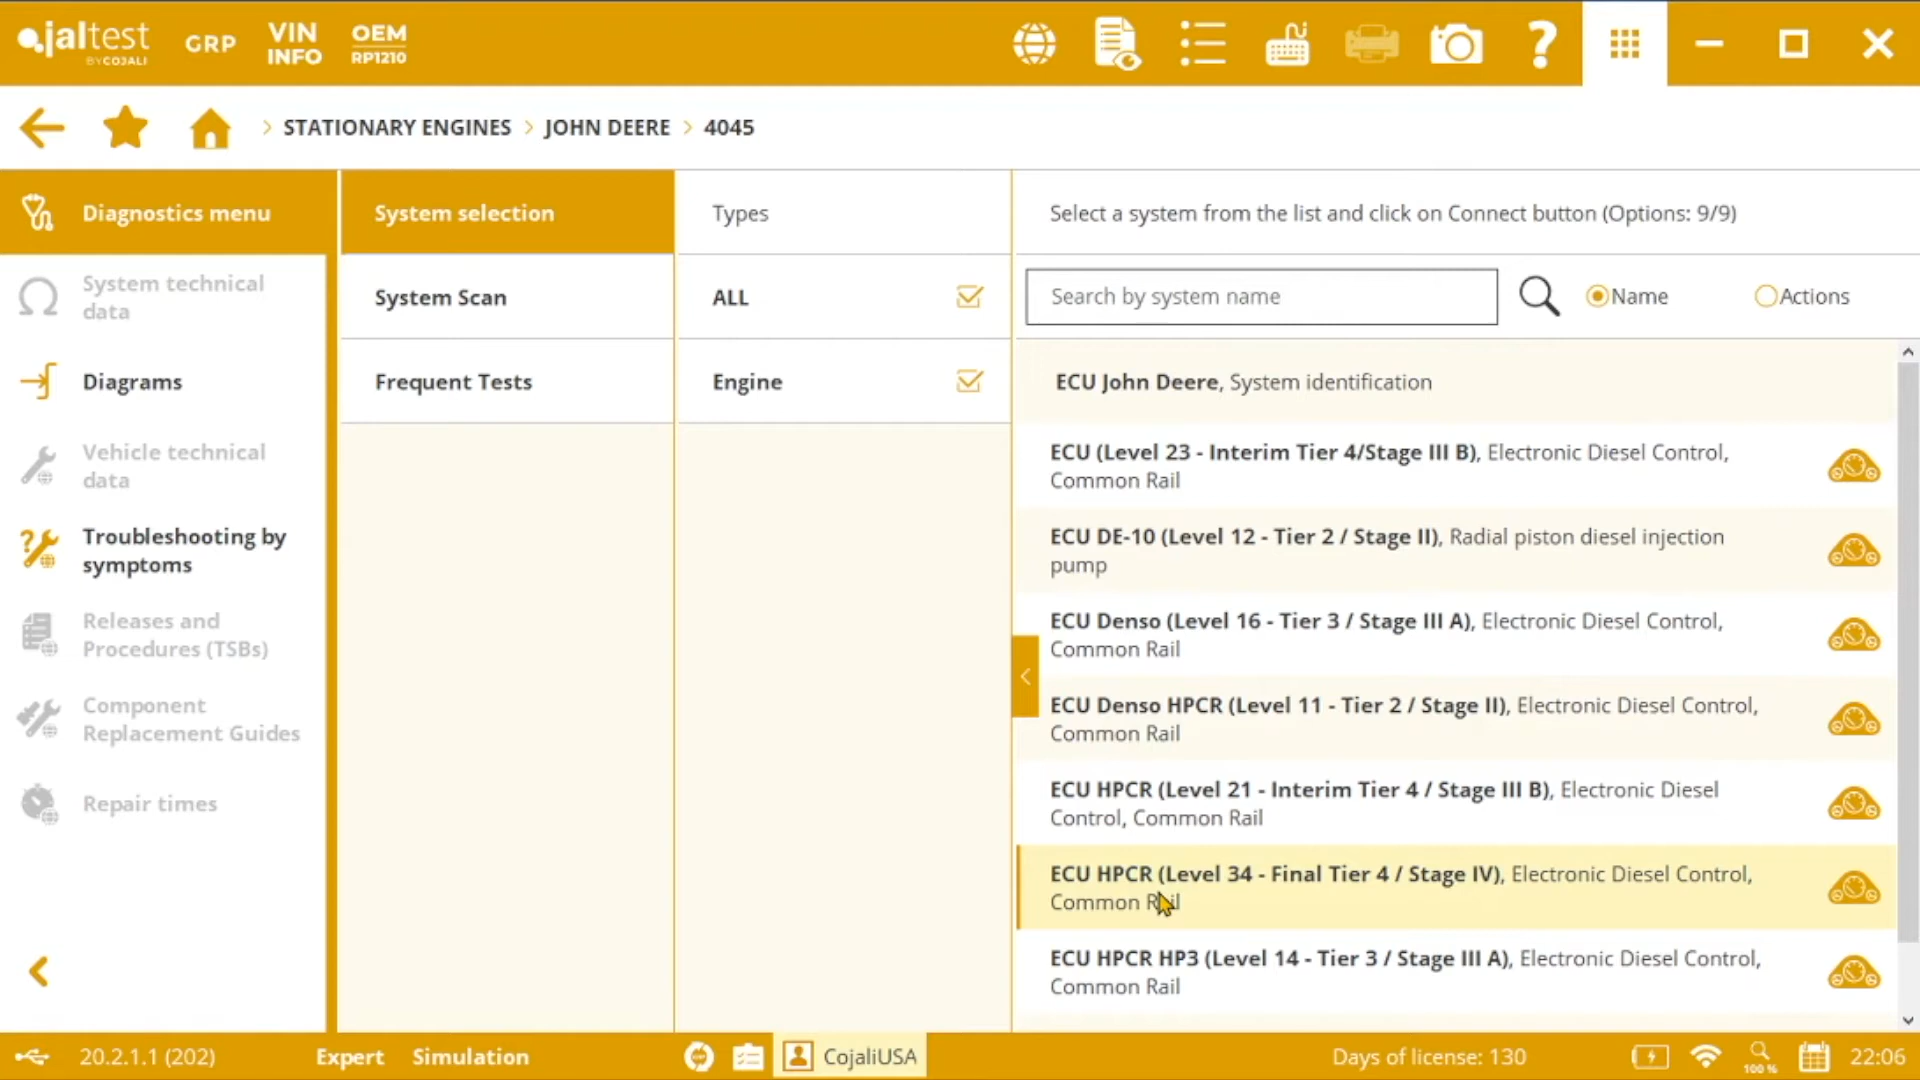 jaltest
BY COJALI
GRP
VIN
INFO
OEM
RP1210
STATIONARY ENGINES > JOHN DEERE > 4045
Diagnostics menu
System technical
data
Diagrams
Vehicle technical
data
Troubleshooting by
symptoms
Releases and
Procedures (TSBs)
Component
Replacement Guides
Repair times
System selection
System Scan
Frequent Tests
Types
ALL
Engine
Select a system from the list and click on Connect button (Options: 9/9)
Search by system name
Name
Actions
ECU John Deere, System identification
ECU (Level 23 - Interim Tier 4/Stage III B), Electronic Diesel Control,
Common Rail
ECU DE-10 (Level 12 - Tier 2 / Stage II), Radial piston diesel injection
pump
ECU Denso (Level 16 - Tier 3 / Stage III A), Electronic Diesel Control,
Common Rail
ECU Denso HPCR (Level 11 - Tier 2 / Stage II), Electronic Diesel Control,
Common Rail
ECU HPCR (Level 21 - Interim Tier 4 / Stage III B), Electronic Diesel
Control, Common Rail
ECU HPCR (Level 34 - Final Tier 4 / Stage IV), Electronic Diesel Control,
Common Rail
ECU HPCR HP3 (Level 14 - Tier 3 / Stage III A), Electronic Diesel Control,
Common Rail
20.2.1.1 (202)
Expert
Simulation
CojaliUSA
Days of license: 130
100 %
22:06